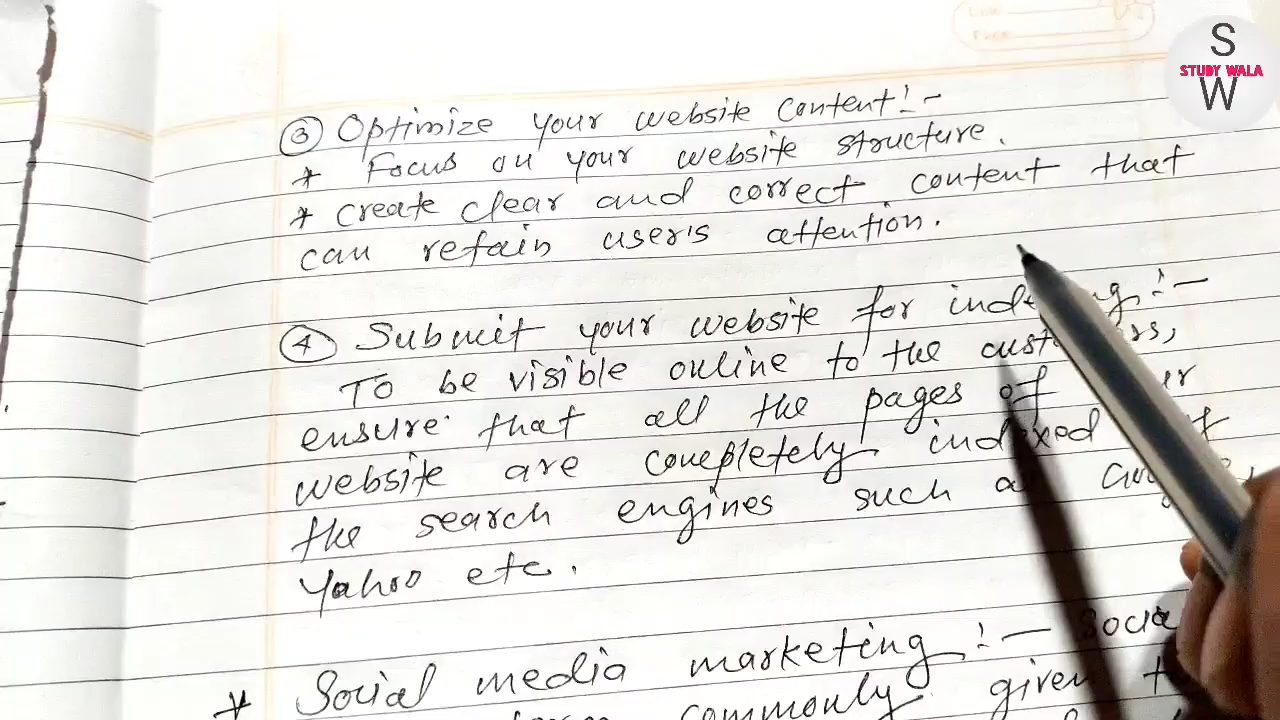 S
STUDY WALA
W
③ Optimize your website content:-
* Focus on your website structure.
* create clear and correct content that
can retain user's attention.
④ Submit your website for :-
To be visible online to the
ensure that all the pages of
website are completely indexed
the search engines such
Yahoo etc.
* Social media marketing :- Social
commonly given